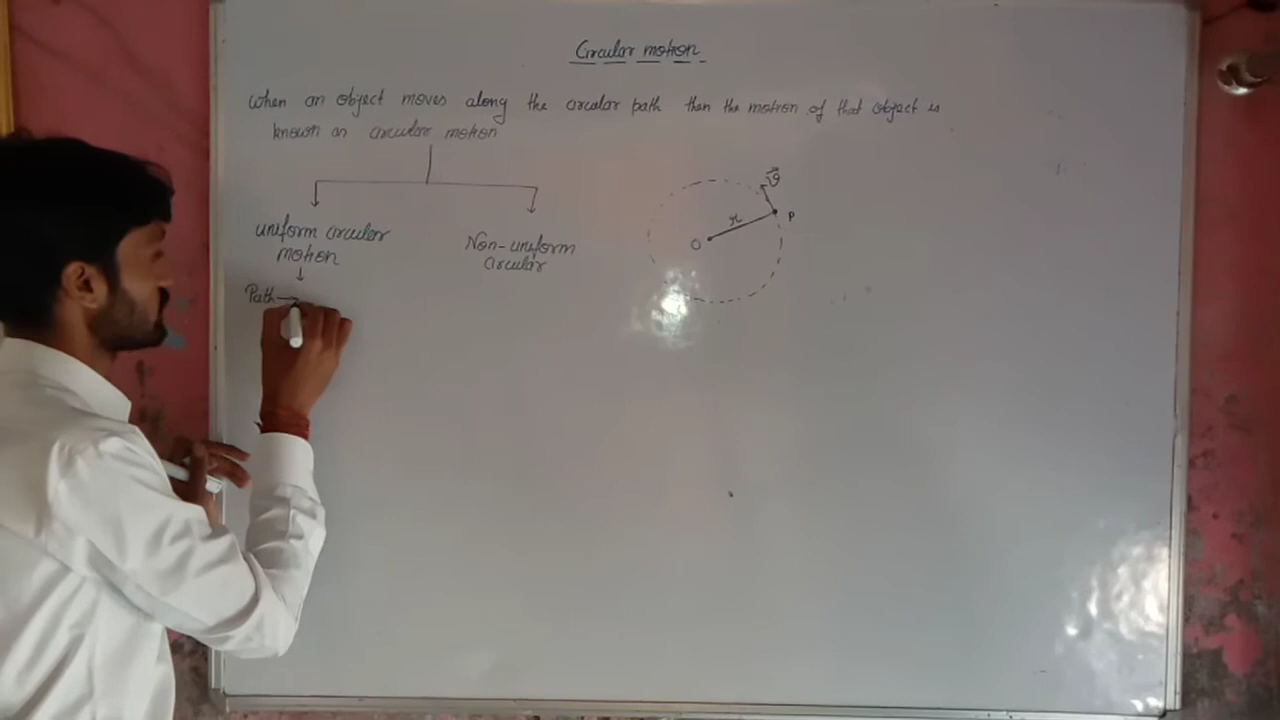 Circular motion
When an object moves along the circular path then the motion of that object is
known as circular motion
uniform circular
motion
Non-uniform
circular
Path→
O
r
P
v